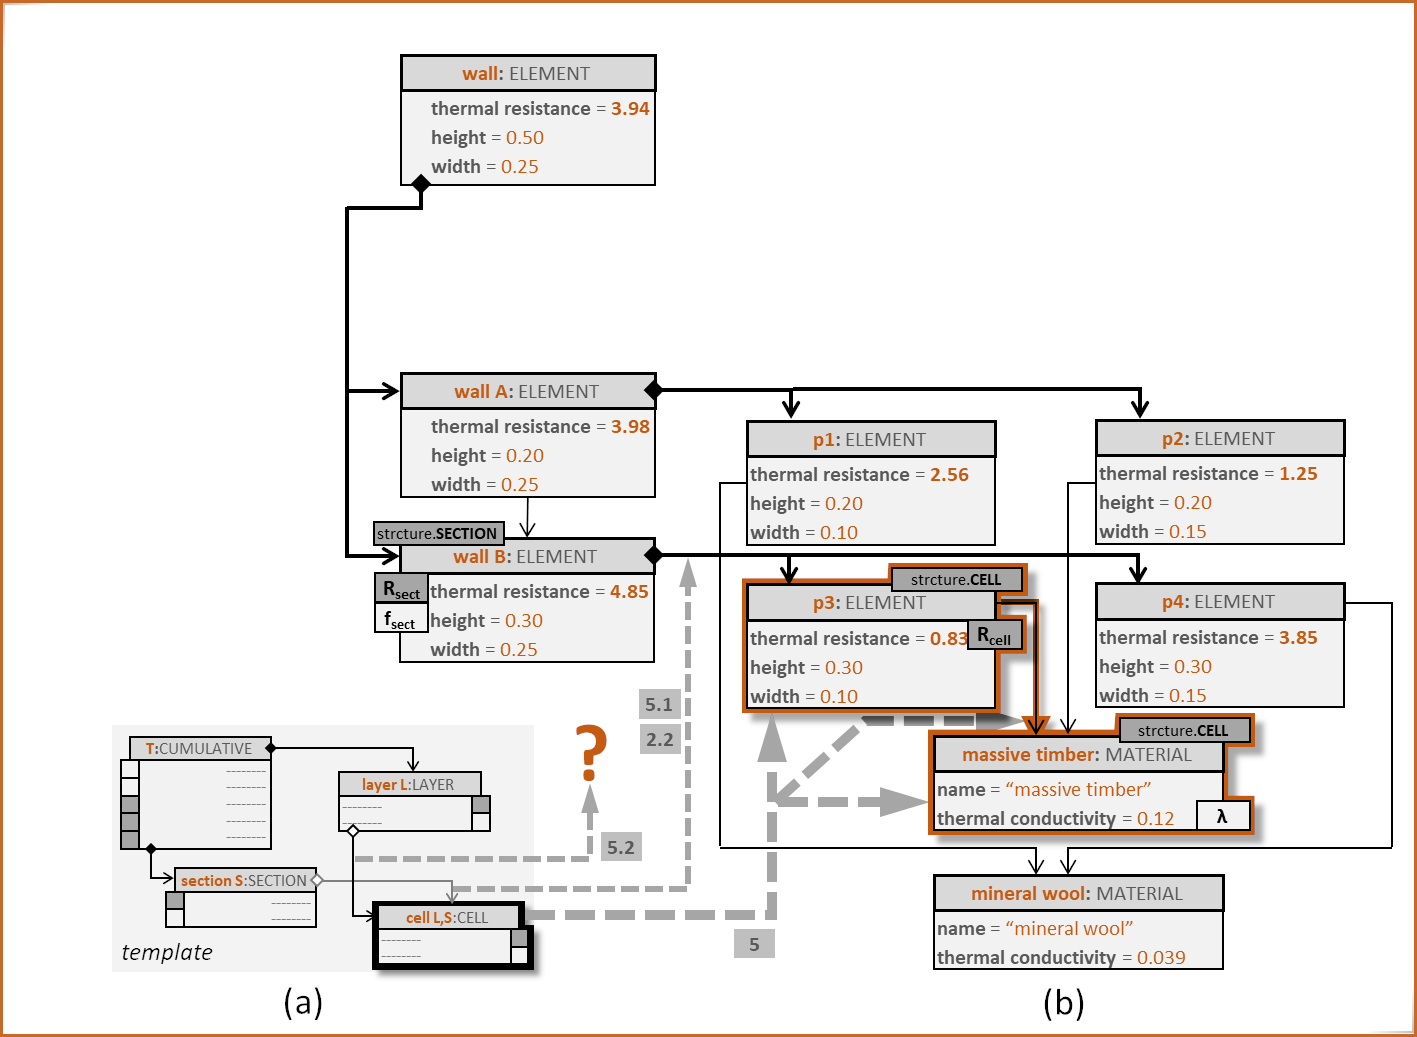 wall: ELEMENT
thermal resistance = 3.94
height = 0.50
width = 0.25
wall A: ELEMENT
thermal resistance = 3.98
height = 0.20
width = 0.25
p1: ELEMENT
thermal resistance = 2.56
height = 0.20
width = 0.10
p2: ELEMENT
thermal resistance = 1.25
height = 0.20
width = 0.15
strcture.SECTION
wall B: ELEMENT
Rsect
thermal resistance = 4.85
fsect
height = 0.30
width = 0.25
strcture.CELL
p3: ELEMENT
thermal resistance = 0.83
Rcell
height = 0.30
width = 0.10
p4: ELEMENT
thermal resistance = 3.85
height = 0.30
width = 0.15
5.1
2.2
?
5.2
5
strcture.CELL
massive timber: MATERIAL
name = “massive timber”
thermal conductivity = 0.12
λ
mineral wool: MATERIAL
name = “mineral wool”
thermal conductivity = 0.039
T:CUMULATIVE
layer L:LAYER
section S:SECTION
cell L,S:CELL
template
(a)
(b)